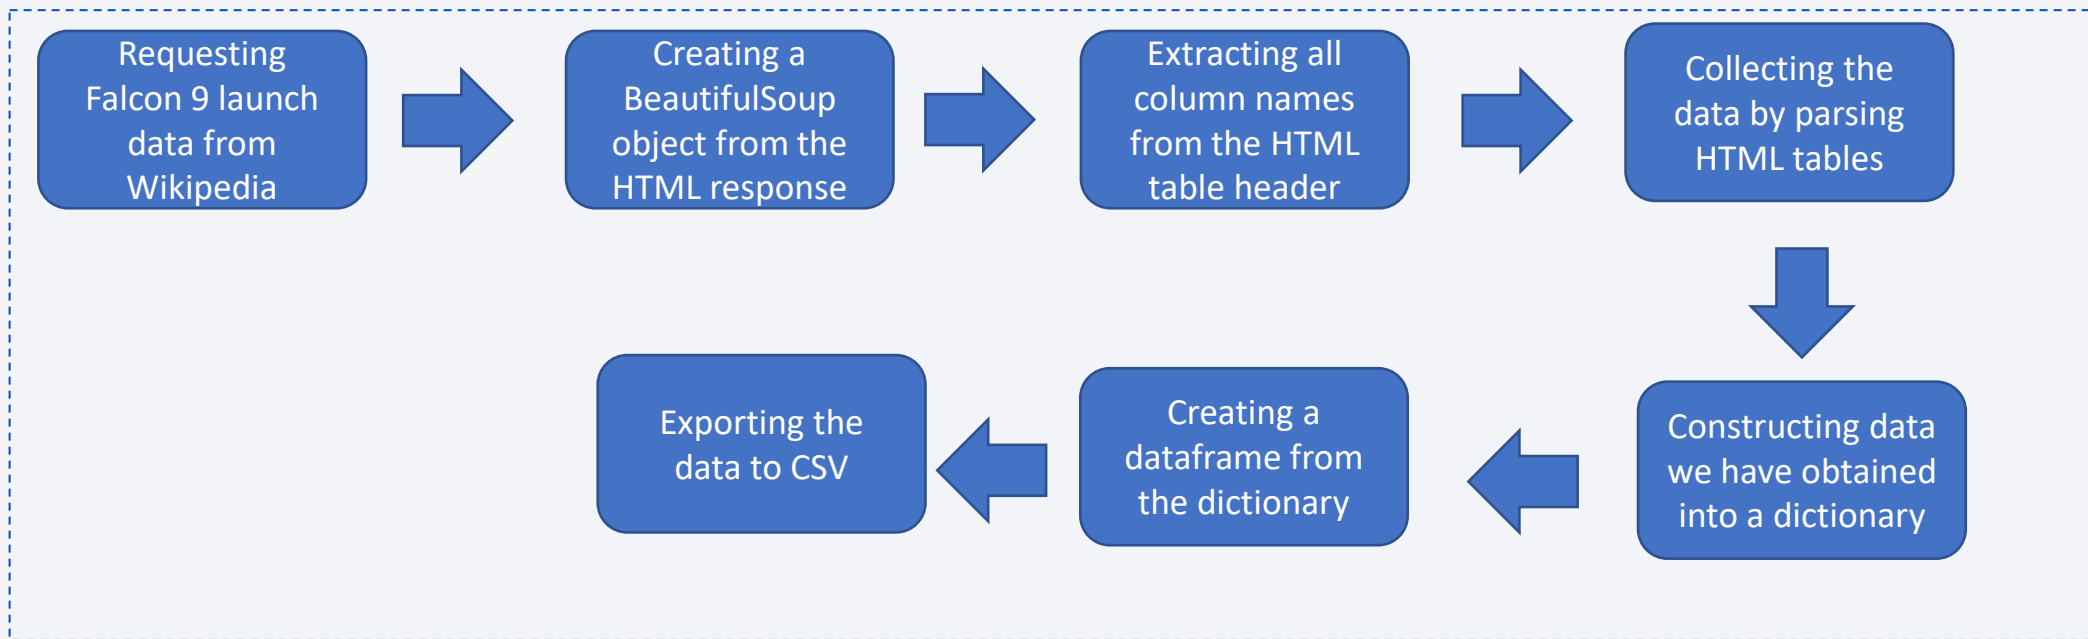 Requesting
Falcon 9 launch
data from
Wikipedia
Creating a
BeautifulSoup
object from the
HTML response
Extracting all
column names
from the HTML
table header
Collecting the
data by parsing
HTML tables
Constructing data
we have obtained
into a dictionary
Creating a
dataframe from
the dictionary
Exporting the
data to CSV